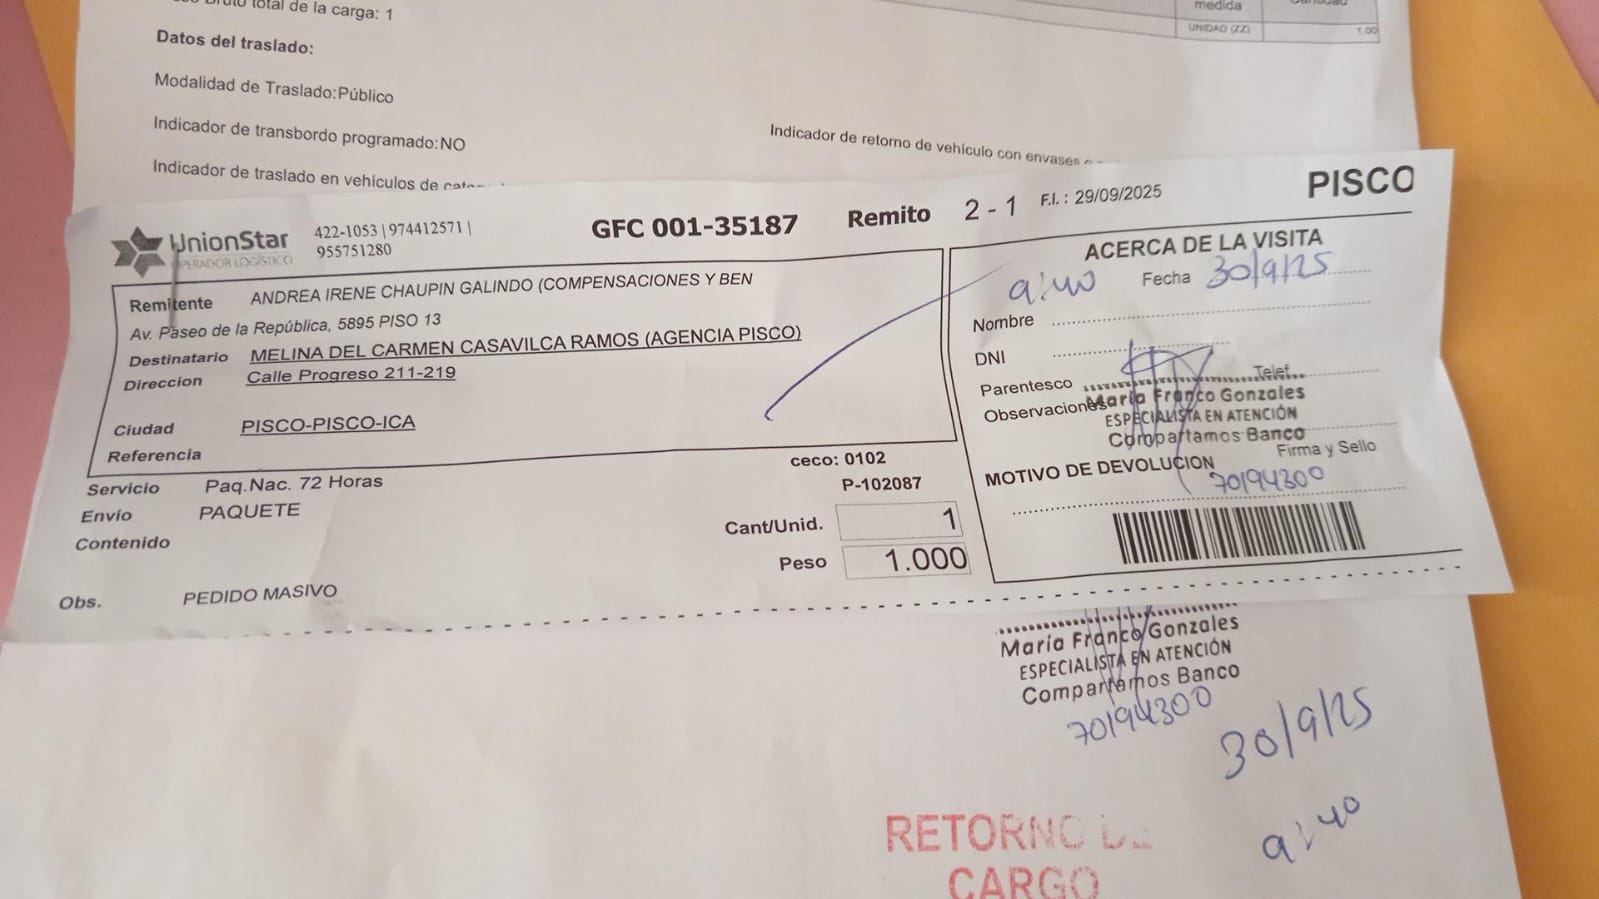 Bruto total de la carga: 1
medida
UNIDAD (ZZ) 1.00
Datos del traslado:
Modalidad de Traslado:Público
Indicador de transbordo programado:NO
Indicador de retorno de vehículo con envases
Indicador de traslado en vehículos de
UnionStar
OPERADOR LOGÍSTICO
422-1053 | 974412571 |
955751280
GFC 001-35187 Remito 2 - 1 F.I. : 29/09/2025 PISCO
Remitente ANDREA IRENE CHAUPIN GALINDO (COMPENSACIONES Y BEN
Av. Paseo de la República, 5895 PISO 13
Destinatario MELINA DEL CARMEN CASAVILCA RAMOS (AGENCIA PISCO)
Direccion Calle Progreso 211-219
Ciudad PISCO-PISCO-ICA
Referencia
Servicio Paq.Nac. 72 Horas
Envío PAQUETE
Contenido
Obs. PEDIDO MASIVO
ceco: 0102
P-102087
Cant/Unid. 1
Peso 1.000
ACERCA DE LA VISITA
9:40 Fecha 30/9/25
Nombre
DNI
Parentesco Telef.
Observaciones
María Franco Gonzales
ESPECIALISTA EN ATENCIÓN
Compartamos Banco
Firma y Sello
MOTIVO DE DEVOLUCION
70194300
María Franco Gonzales
ESPECIALISTA EN ATENCIÓN
Compartamos Banco
70194300
30/9/25
9:40
RETORNO DE
CARGO